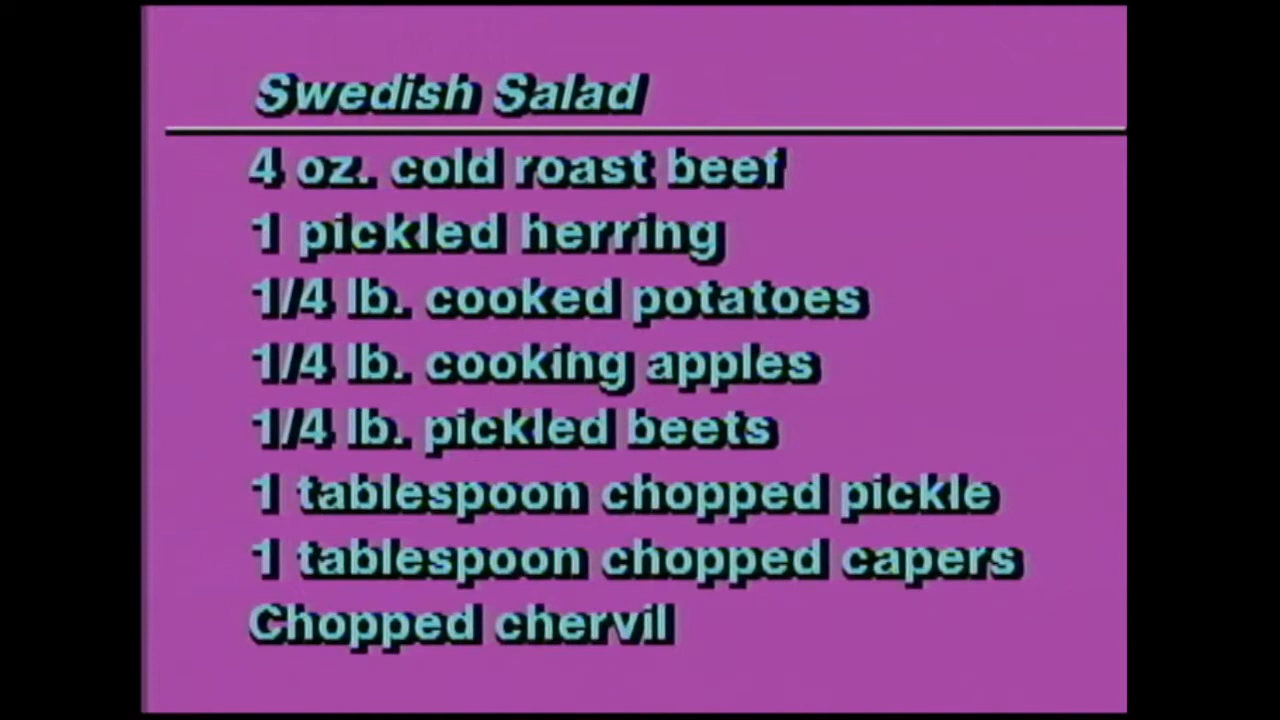 Swedish Salad
4 oz. cold roast beef
1 pickled herring
1/4 lb. cooked potatoes
1/4 lb. cooking apples
1/4 lb. pickled beets
1 tablespoon chopped pickle
1 tablespoon chopped capers
Chopped chervil